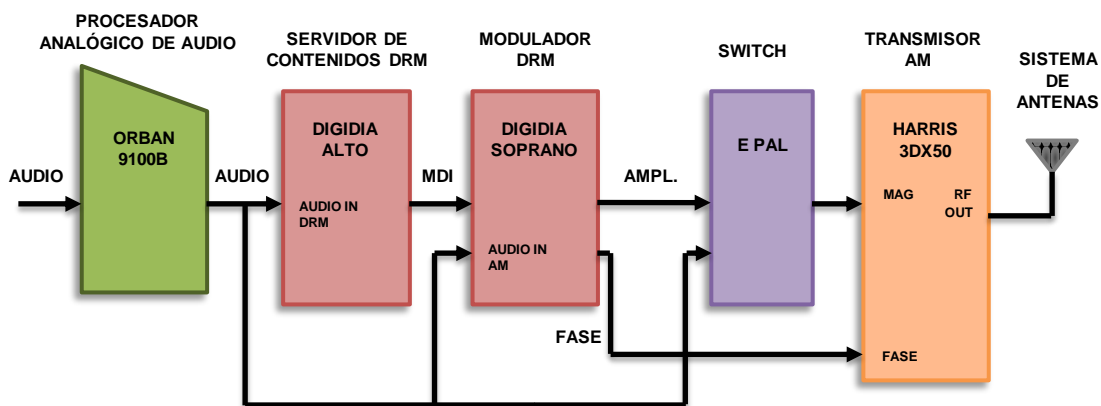 PROCESADOR
ANALÓGICO DE AUDIO
SERVIDOR DE
CONTENIDOS DRM
MODULADOR
DRM
SWITCH
TRANSMISOR
AM
SISTEMA
DE
ANTENAS
ORBAN
9100B
DIGIDIA
ALTO
DIGIDIA
SOPRANO
E PAL
HARRIS
3DX50
AUDIO
AUDIO
MDI
AMPL.
AUDIO IN
DRM
MAG
RF
OUT
AUDIO IN
AM
FASE
FASE